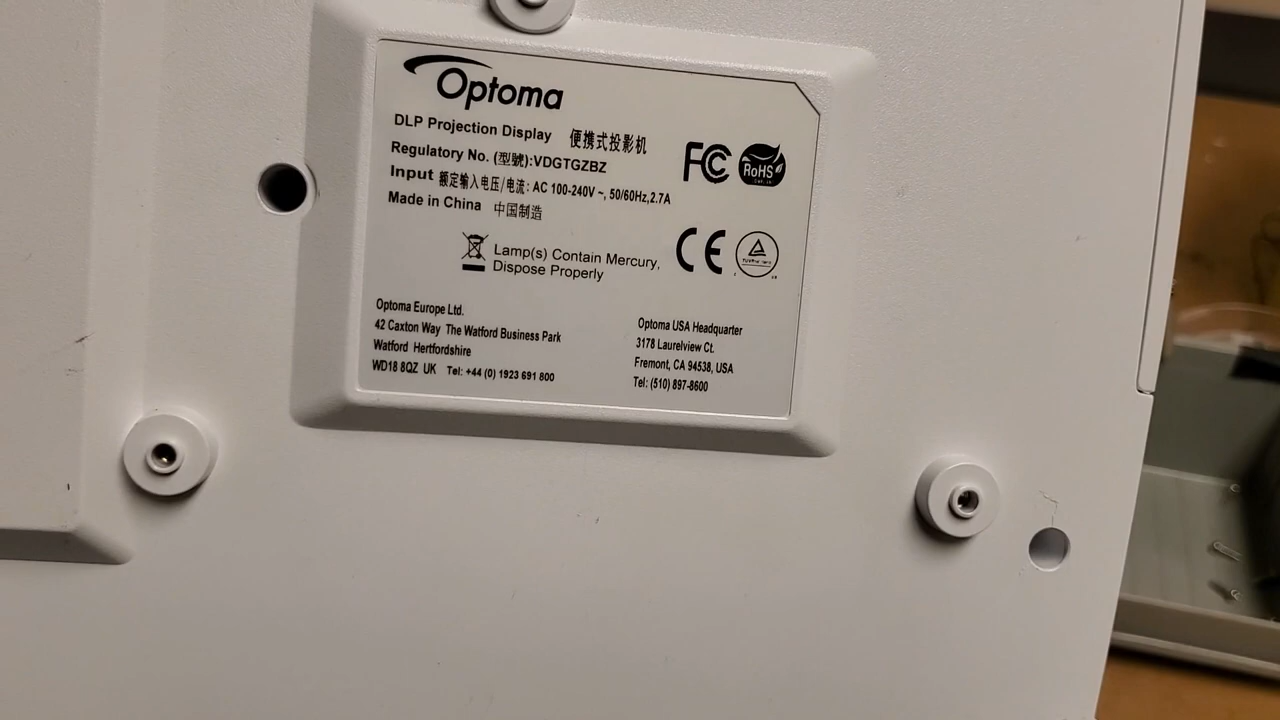 Optoma
DLP Projection Display 便携式投影机
Regulatory No. (型號):VDGTGZBZ
Input 额定输入电压/电流: AC 100-240V ~, 50/60Hz,2.7A
Made in China 中国制造
FC
RoHS
CE
Lamp(s) Contain Mercury,
Dispose Properly
Optoma Europe Ltd.
42 Caxton Way The Watford Business Park
Watford Hertfordshire
WD18 8QZ UK Tel: +44 (0) 1923 691 800
Optoma USA Headquarter
3178 Laurelview Ct.
Fremont, CA 94538, USA
Tel: (510) 897-8600